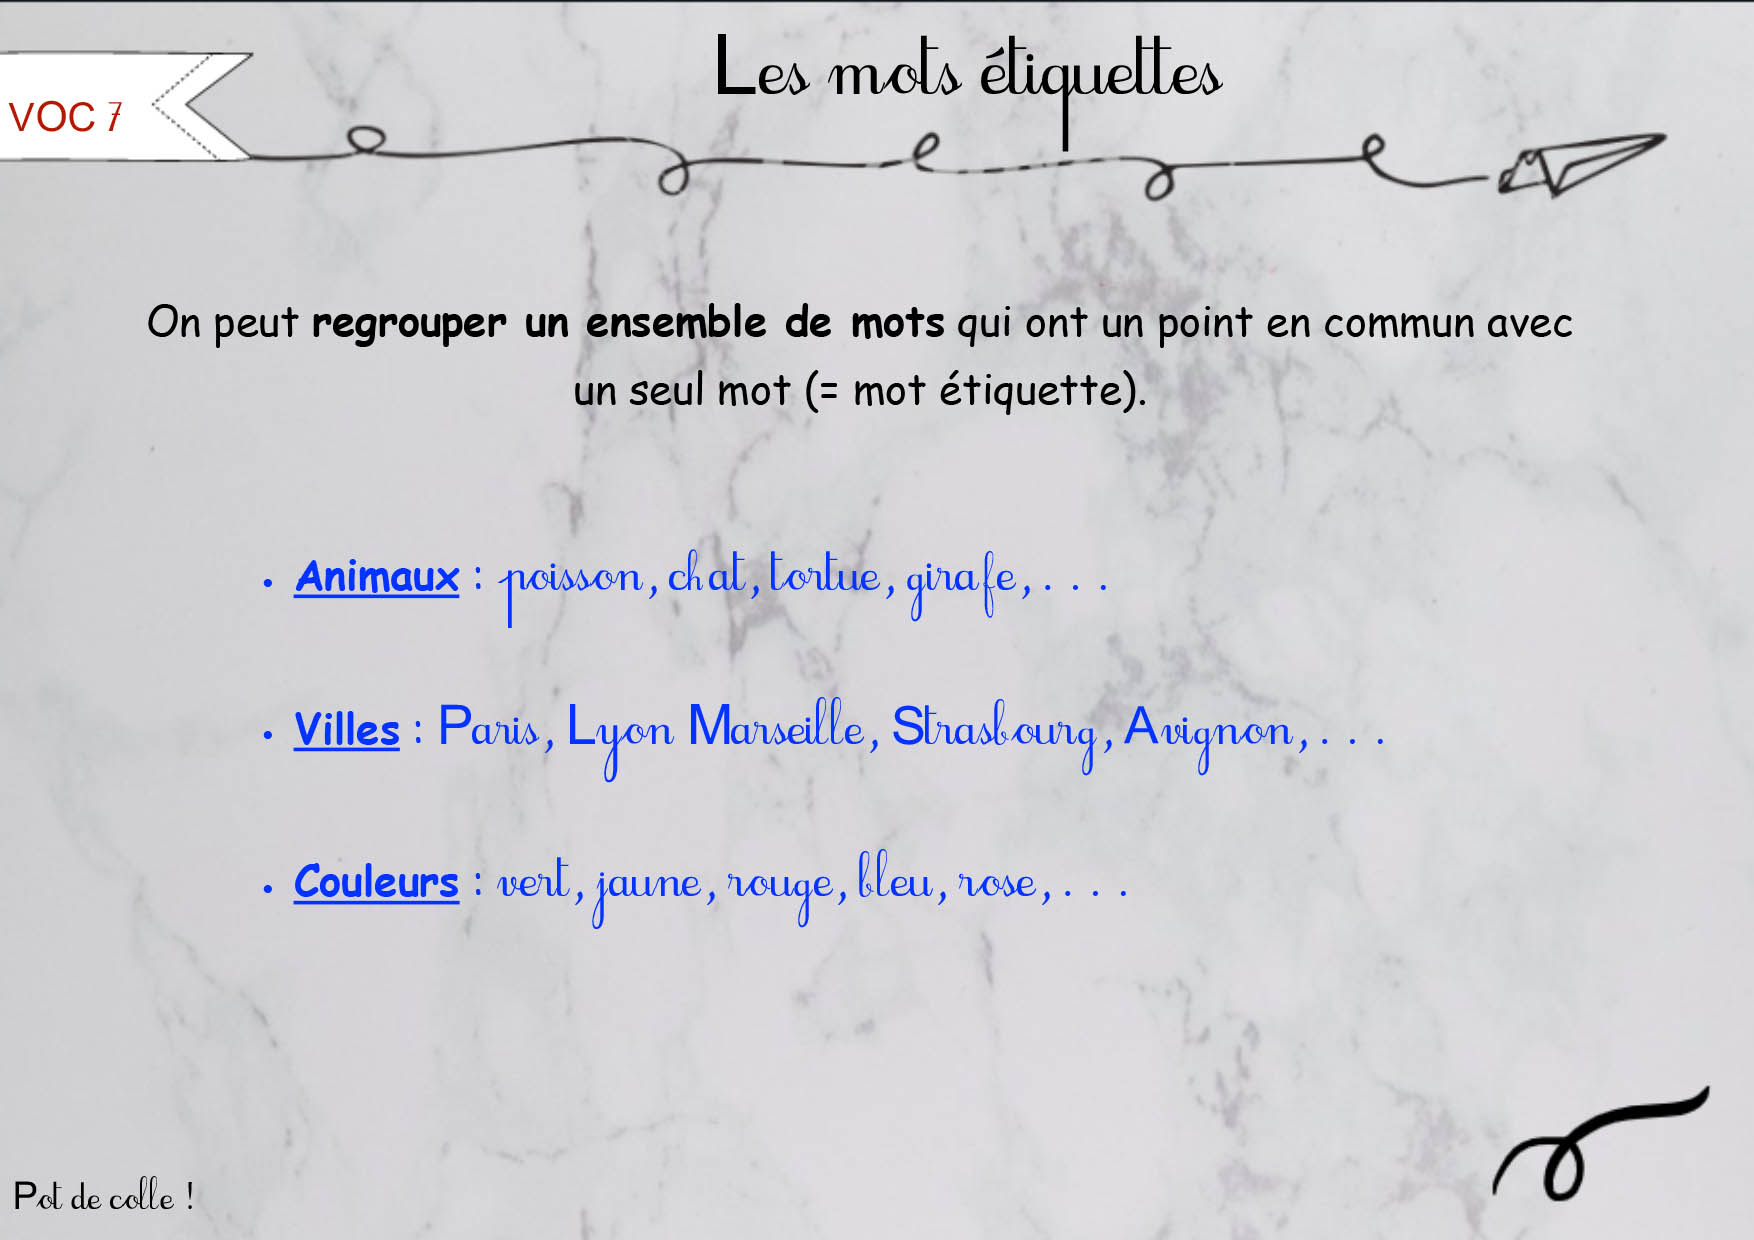 Les mots étiquettes
VOC 7
On peut regrouper un ensemble de mots qui ont un point en commun avec
un seul mot (= mot étiquette).
• Animaux : poisson, chat, tortue, girafe, . . .
• Villes : Paris, Lyon Marseille, Strasbourg, Avignon, . . .
• Couleurs : vert, jaune, rouge, bleu, rose, . . .
Pot de colle !